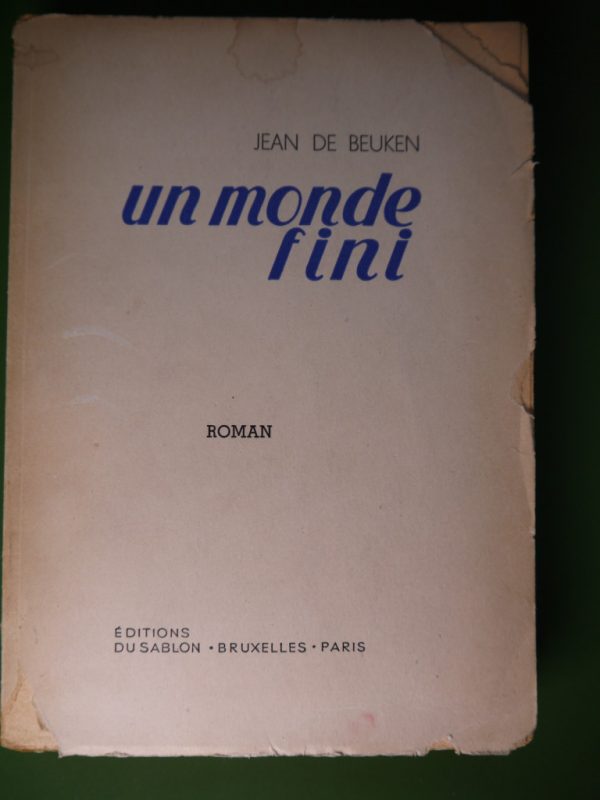 JEAN DE BEUKEN
un monde
fini
ROMAN
ÉDITIONS
DU SABLON • BRUXELLES • PARIS